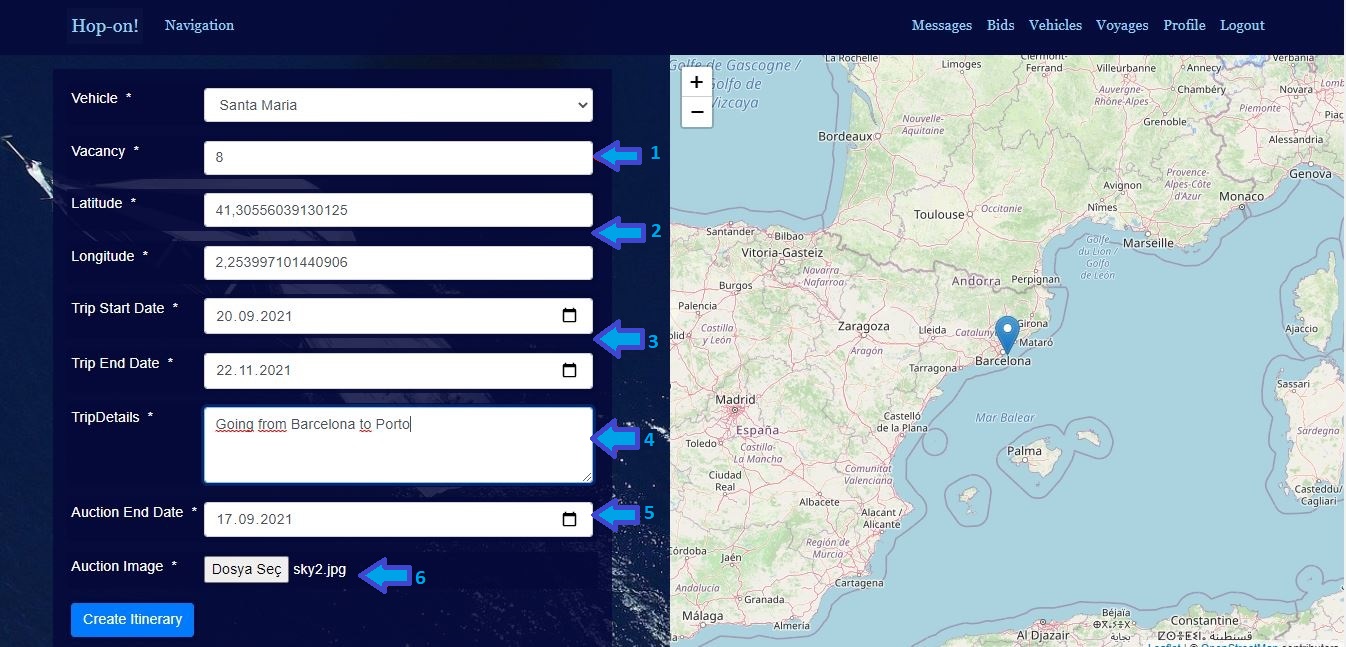 Hop-on! Navigation Messages Bids Vehicles Voyages Profile Logout
Vehicle * Santa Maria
Vacancy * 8 1
Latitude * 41,30556039130125
2
Longitude * 2,253997101440906
Trip Start Date * 20.09.2021
3
Trip End Date * 22.11.2021
TripDetails * Going from Barcelona to Porto
4
Auction End Date * 17.09.2021 5
Auction Image * Dosya Seç sky2.jpg 6
Create Itinerary
+
−
Golfe de Gascogne /
Golfo de
Vizcaya
La Rochelle
Limoges
Clermont-
Ferrand
Villeurbanne
Annecy
Chambéry
Auvergne-
Rhône-Alpes
Grenoble
Novara
Piemonte
Alessandria
Genova
Bordeaux
Nouvelle-
Aquitaine
Avignon
Provence-
Alpes-Côte
d'Azur
Monaco
Nîmes
Toulouse
Occitanie
Marseille
Golfe
du Lion /
Golfo
de León
Santander
Bilbao
Vitoria-Gasteiz
Navarra
Nafarroa
Burgos
Andorra
Perpignan
Palencia
Castilla
y León
Zaragoza
Aragón
Lleida
Girona
Mataró
Barcelona
Tarragona
Ajaccio
Sassari
Sardegna
Casteddu/
Cagliari
Madrid
España
Toledo
Castilla-
La Mancha
Castelló
de la Plana
Mar Balear
Palma
Ciudad
Real
Comunitat
Valenciana
Albacete
Alacant /
Alicante
Región de
Murcia
Córdoba
Jaén
Cartagena
Andalucía
Granada
Málaga
Almería
Béjaïa
بجاية
Constantine
قسنطينة
Al Djazaïr
Leaflet | © OpenStreetMap contributors